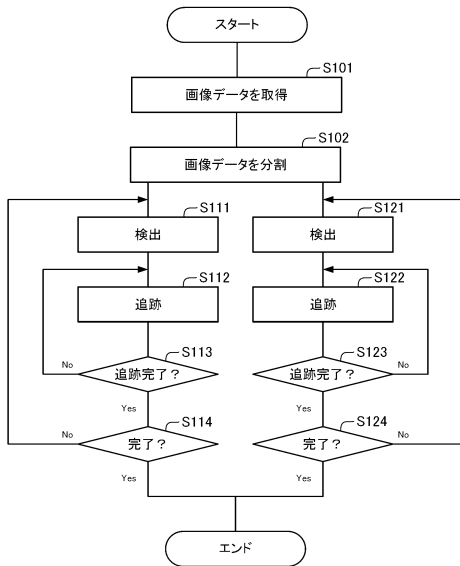 スタート
S101
画像データを取得
S102
画像データを分割
S111
検出
S121
検出
S112
追跡
S122
追跡
S113
追跡完了？
No
Yes
S123
追跡完了？
No
Yes
S114
完了？
No
Yes
S124
完了？
No
Yes
エンド